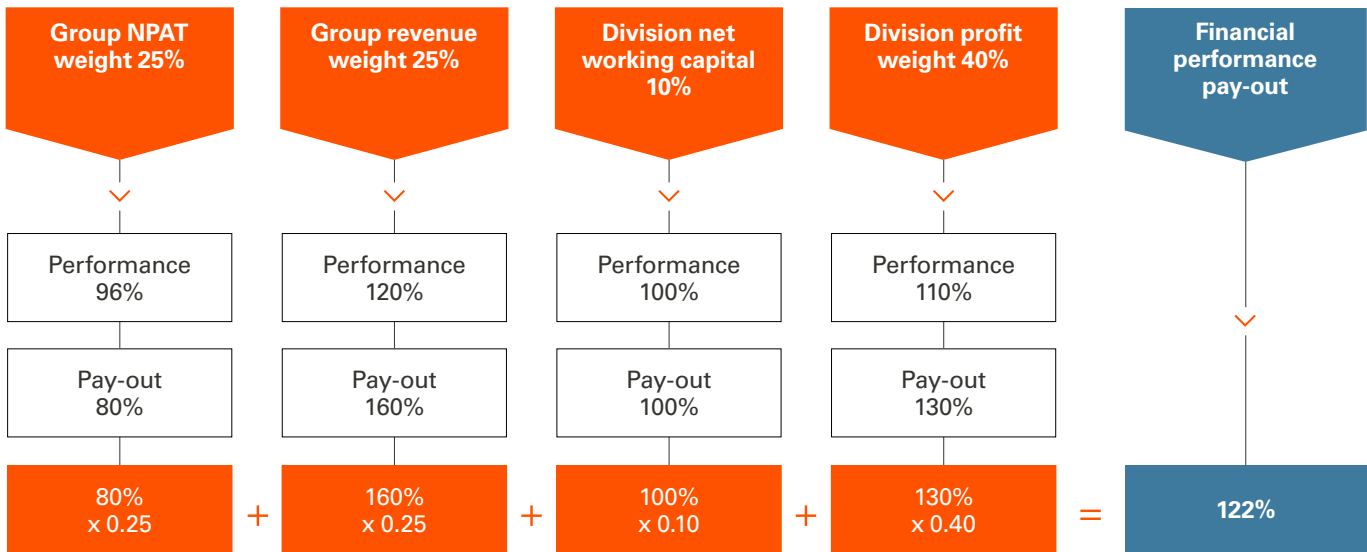 Group NPAT
weight 25%
Group revenue
weight 25%
Division net
working capital
10%
Division profit
weight 40%
Financial
performance
pay-out
Performance
96%
Performance
120%
Performance
100%
Performance
110%
Pay-out
80%
Pay-out
160%
Pay-out
100%
Pay-out
130%
80%
x 0.25
+
160%
x 0.25
+
100%
x 0.10
+
130%
x 0.40
=
122%